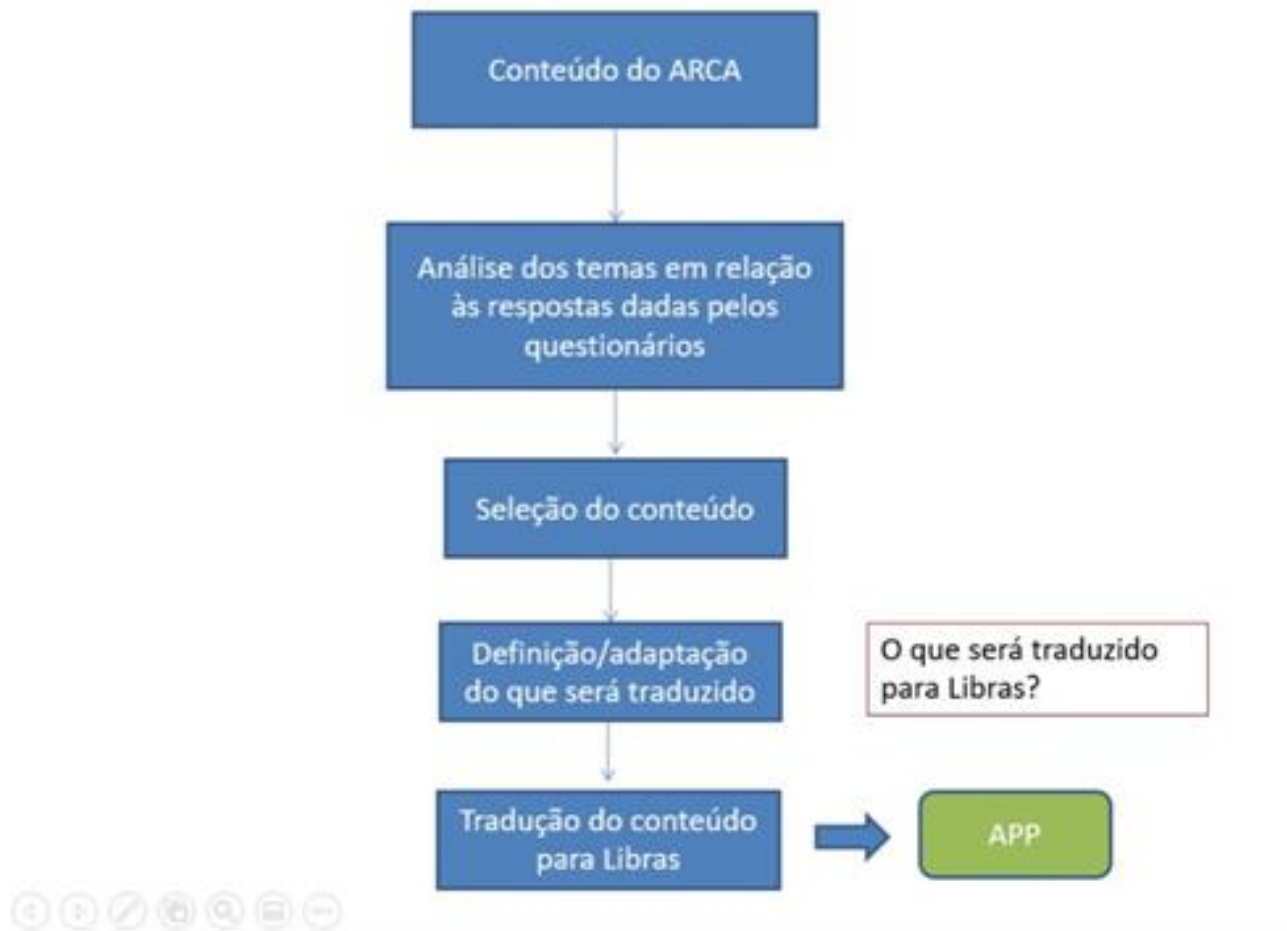 Conteúdo do ARCA
Análise dos temas em relação
às respostas dadas pelos
questionários
Seleção do conteúdo
Definição/adaptação
do que será traduzido
O que será traduzido
para Libras?
Tradução do conteúdo
para Libras
APP